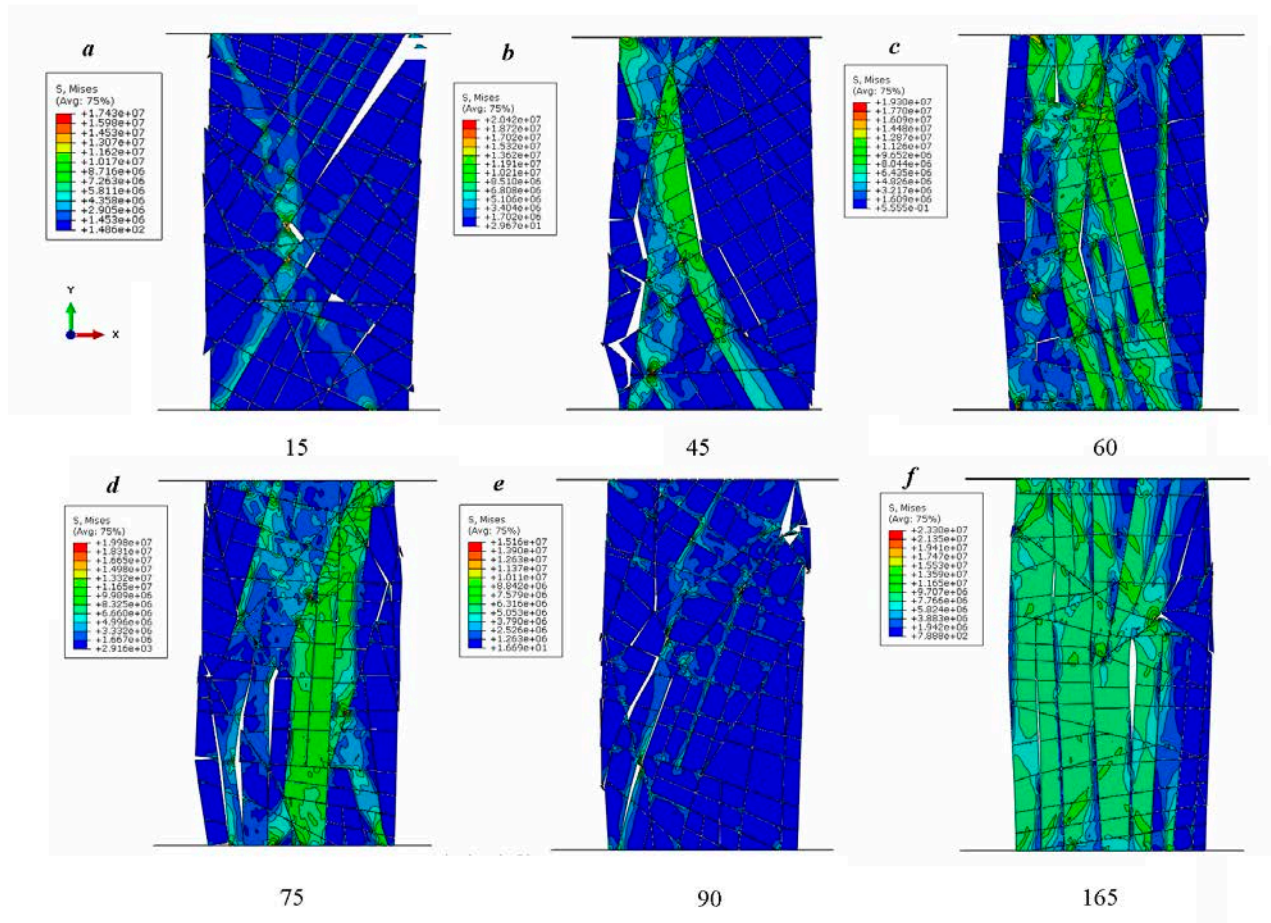 a
S, Mises
(Avg: 75%)
+1.743e+07
+1.598e+07
+1.453e+07
+1.307e+07
+1.162e+07
+1.017e+07
+8.716e+06
+7.263e+06
+5.811e+06
+4.358e+06
+2.905e+06
+1.453e+06
+1.486e+02
Y
X
15
b
S, Mises
(Avg: 75%)
+2.042e+07
+1.872e+07
+1.702e+07
+1.532e+07
+1.362e+07
+1.191e+07
+1.021e+07
+8.510e+06
+6.808e+06
+5.106e+06
+3.404e+06
+1.702e+06
+2.967e+01
45
c
S, Mises
(Avg: 75%)
+1.930e+07
+1.770e+07
+1.609e+07
+1.448e+07
+1.287e+07
+1.126e+07
+9.652e+06
+8.044e+06
+6.435e+06
+4.826e+06
+3.217e+06
+1.609e+06
+5.555e-01
60
d
S, Mises
(Avg: 75%)
+1.998e+07
+1.831e+07
+1.665e+07
+1.498e+07
+1.332e+07
+1.165e+07
+9.989e+06
+8.325e+06
+6.660e+06
+4.996e+06
+3.332e+06
+1.667e+06
+2.916e+03
75
e
S, Mises
(Avg: 75%)
+1.516e+07
+1.390e+07
+1.263e+07
+1.137e+07
+1.011e+07
+8.842e+06
+7.579e+06
+6.316e+06
+5.053e+06
+3.790e+06
+2.526e+06
+1.263e+06
+1.669e+01
90
f
S, Mises
(Avg: 75%)
+2.330e+07
+2.135e+07
+1.941e+07
+1.747e+07
+1.553e+07
+1.359e+07
+1.165e+07
+9.707e+06
+7.766e+06
+5.824e+06
+3.883e+06
+1.942e+06
+7.888e+02
165